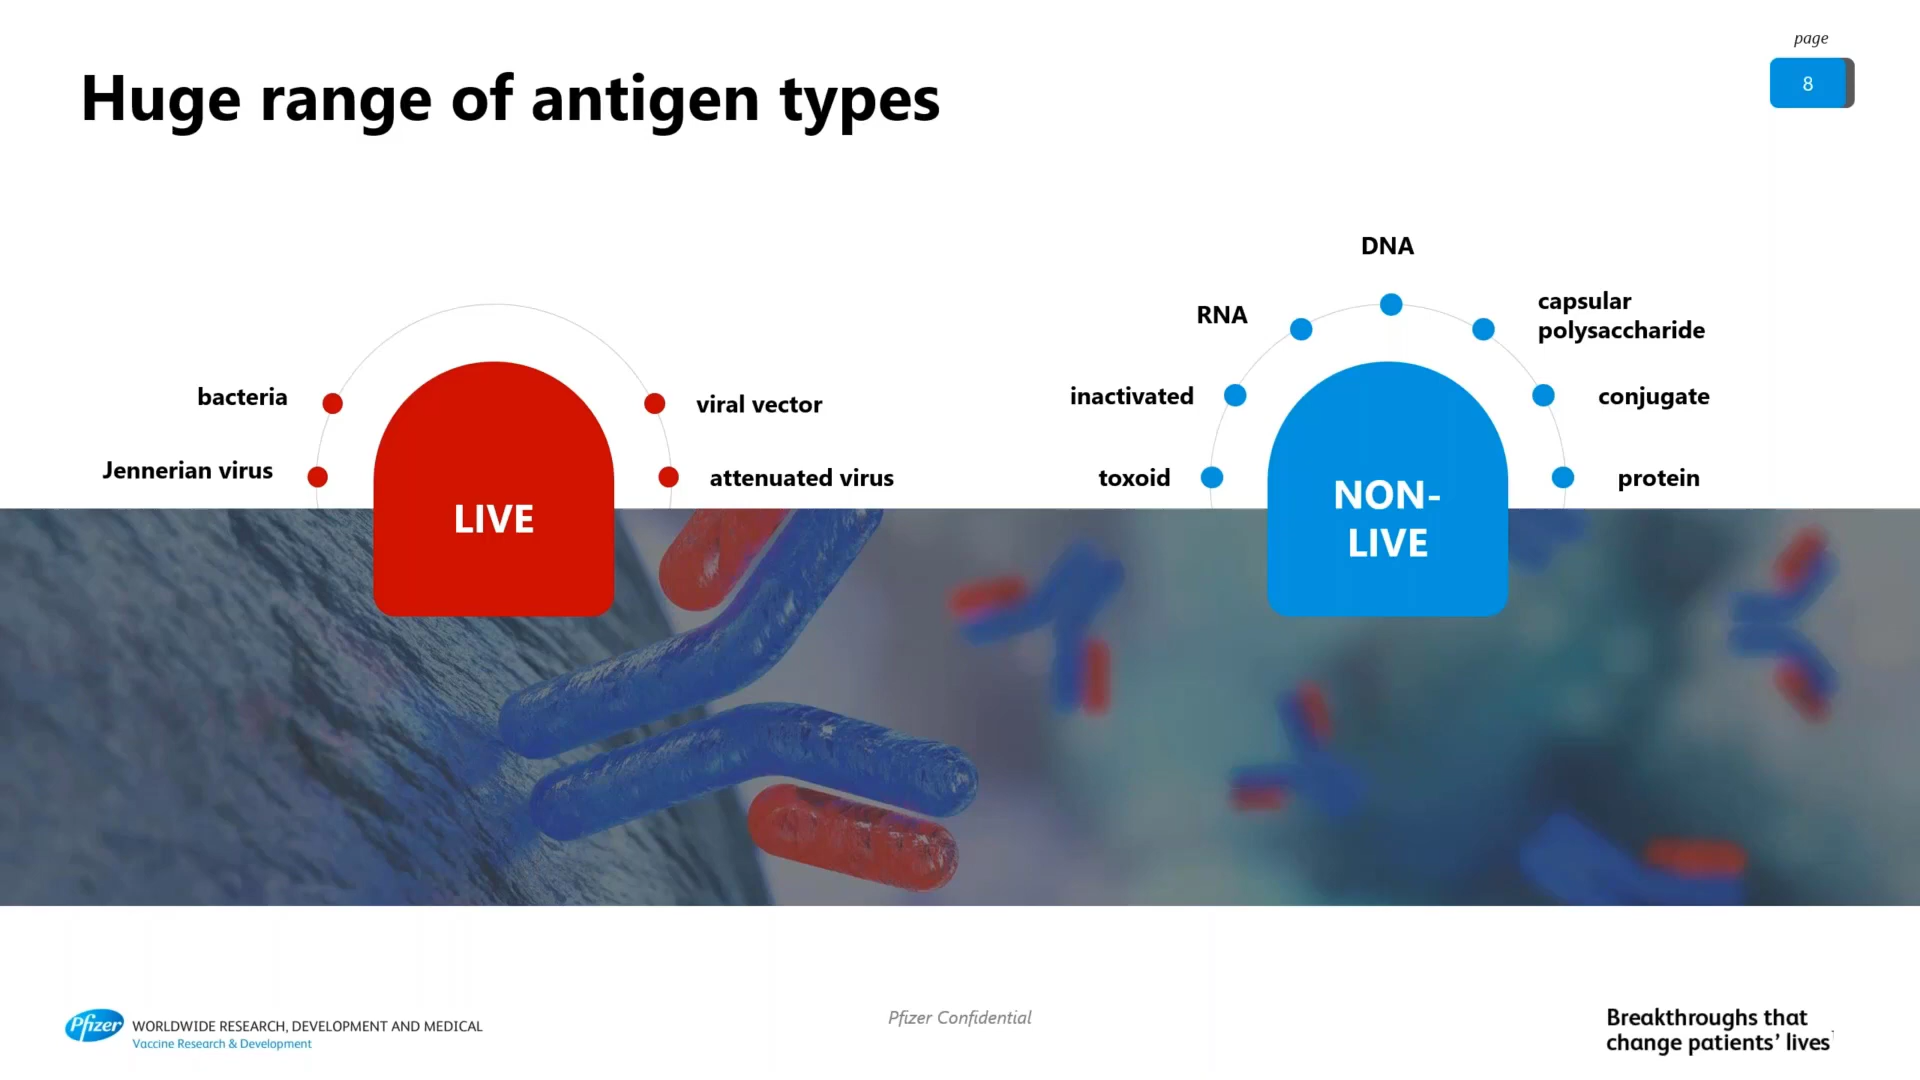 page
8
Huge range of antigen types
bacteria
Jennerian virus
viral vector
attenuated virus
LIVE
DNA
RNA
capsular
polysaccharide
inactivated
conjugate
toxoid
protein
NON-
LIVE
Pfizer
WORLDWIDE RESEARCH, DEVELOPMENT AND MEDICAL
Vaccine Research & Development
Pfizer Confidential
Breakthroughs that
change patients’ lives